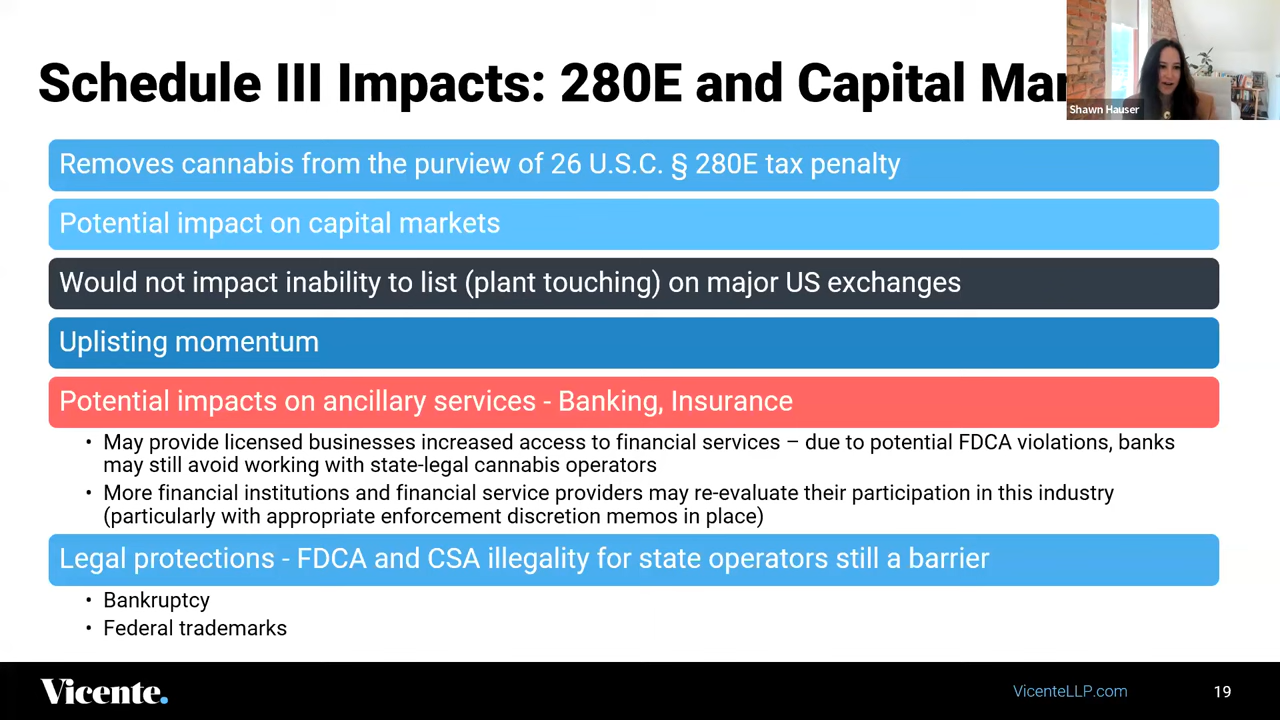 Schedule III Impacts: 280E and Capital Mar
Shawn Hauser
Removes cannabis from the purview of 26 U.S.C. § 280E tax penalty
Potential impact on capital markets
Would not impact inability to list (plant touching) on major US exchanges
Uplisting momentum
Potential impacts on ancillary services - Banking, Insurance
• May provide licensed businesses increased access to financial services – due to potential FDCA violations, banks
may still avoid working with state-legal cannabis operators
• More financial institutions and financial service providers may re-evaluate their participation in this industry
(particularly with appropriate enforcement discretion memos in place)
Legal protections - FDCA and CSA illegality for state operators still a barrier
• Bankruptcy
• Federal trademarks
Vicente.
VicenteLLP.com
19